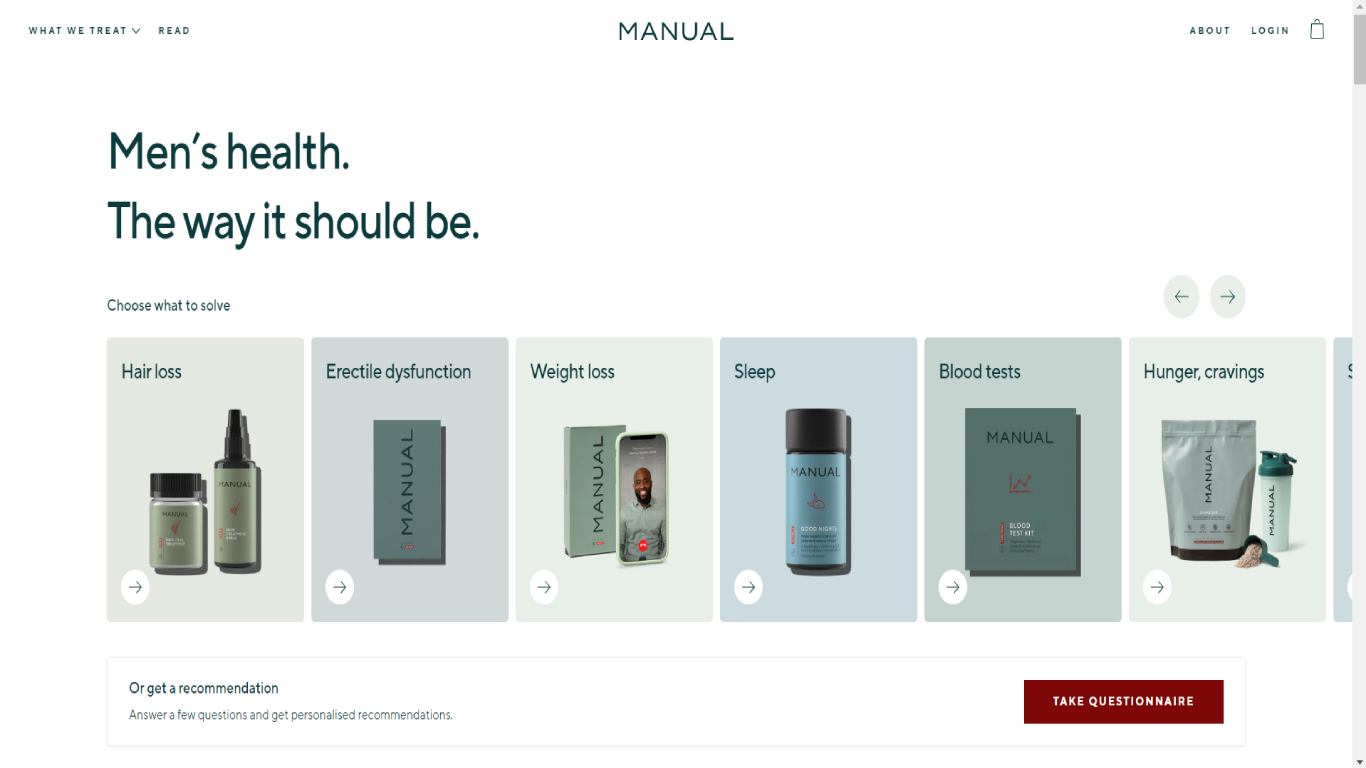 WHAT WE TREAT
READ
MANUAL
ABOUT
LOGIN
Men's health.
The way it should be.
Choose what to solve
Hair loss
Erectile dysfunction
Weight loss
Sleep
Blood tests
Hunger, cravings
S
MANUAL
MANUAL
MANUAL
MANUAL
MANUAL
GOOD NIGHTS
MANUAL
BLOOD
TEST KIT
MANUAL
MANUAL
Or get a recommendation
Answer a few questions and get personalised recommendations.
TAKE QUESTIONNAIRE